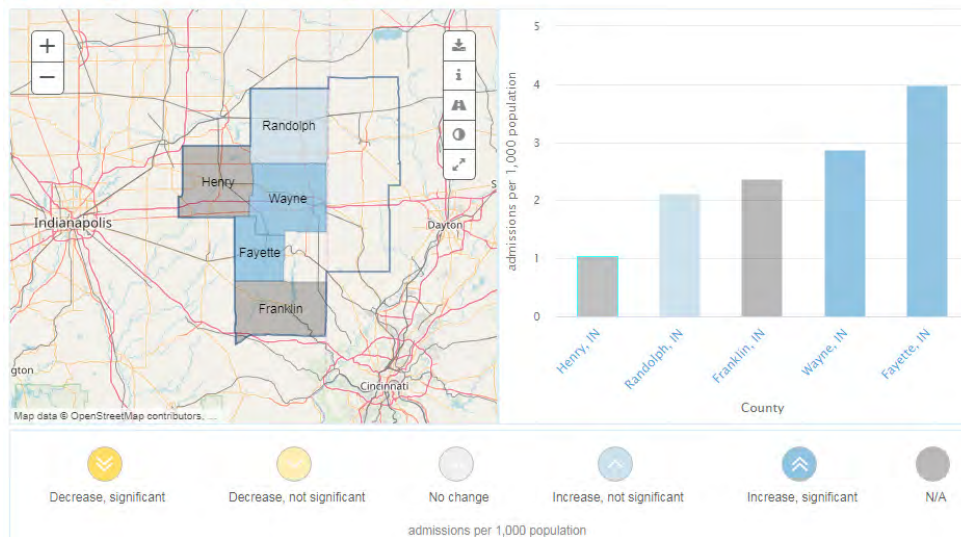 +
−
i
Randolph
Henry
Wayne
Indianapolis
Dayton
Fayette
Franklin
Cincinnati
gton
Map data © OpenStreetMap contributors, ...
5
4
3
2
1
0
admissions per 1,000 population
Henry, IN
Randolph, IN
Franklin, IN
Wayne, IN
Fayette, IN
County
Decrease, significant
Decrease, not significant
No change
Increase, not significant
Increase, significant
N/A
admissions per 1,000 population